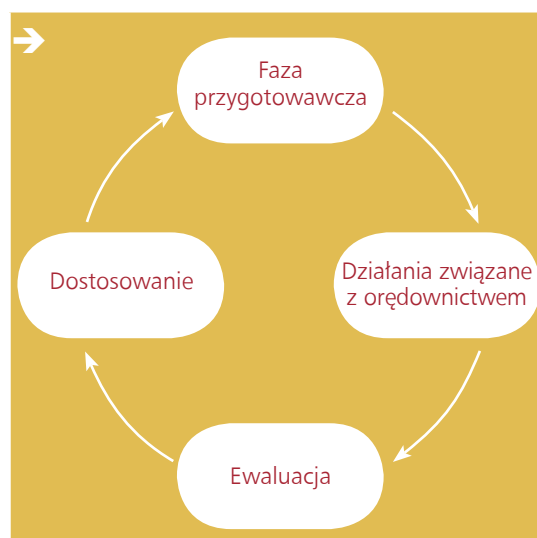 Faza
przygotowawcza
Działania związane
z orędownictwem
Ewaluacja
Dostosowanie